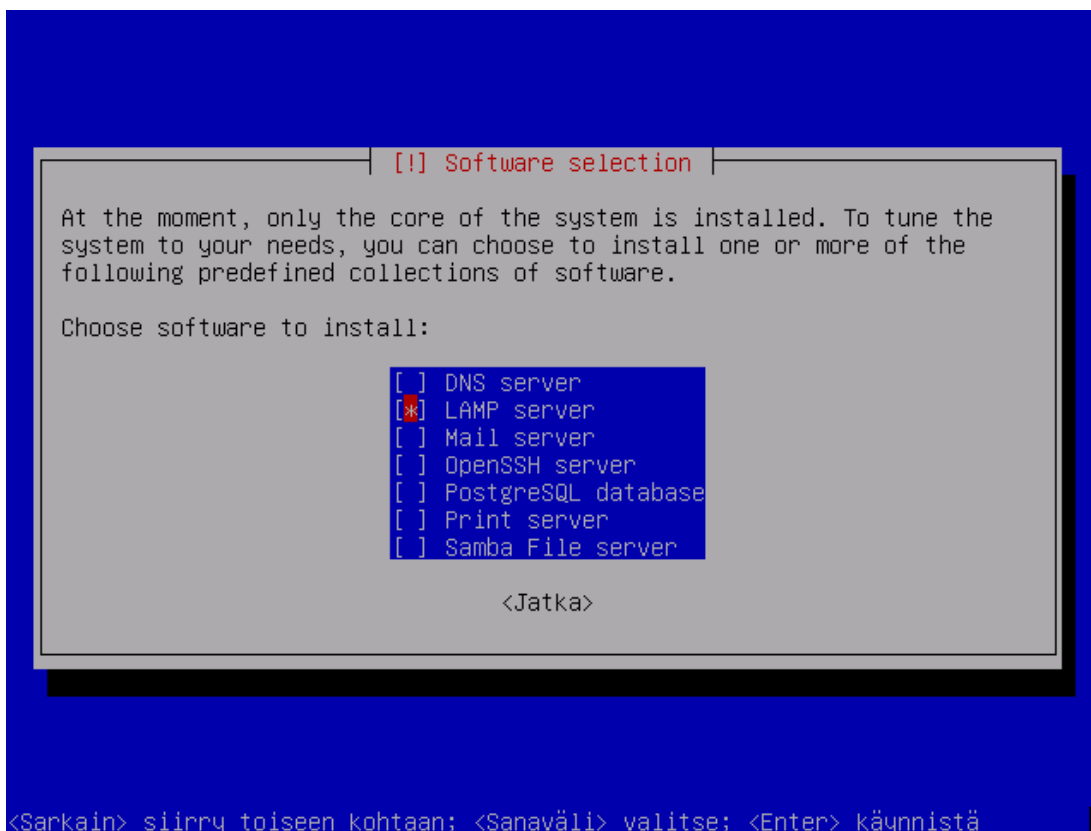 [!] Software selection
At the moment, only the core of the system is installed. To tune the
system to your needs, you can choose to install one or more of the
following predefined collections of software.
Choose software to install:
[ ] DNS server
[*] LAMP server
[ ] Mail server
[ ] OpenSSH server
[ ] PostgreSQL database
[ ] Print server
[ ] Samba File server
<Jatka>
<Sarkain> siirry toiseen kohtaan; <Sanaväli> valitse; <Enter> käynnistä